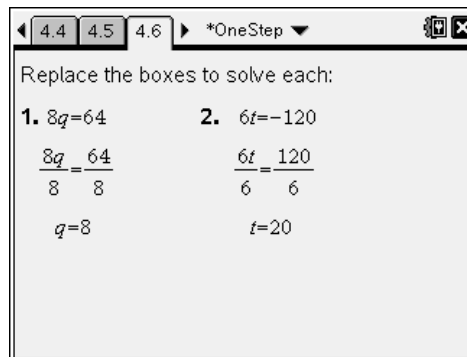 4.4 4.5 4.6 *OneStep
Replace the boxes to solve each:
1. 8q=64 2. 6t=-120
8q/8=64/8 6t/6=120/6
q=8 t=20